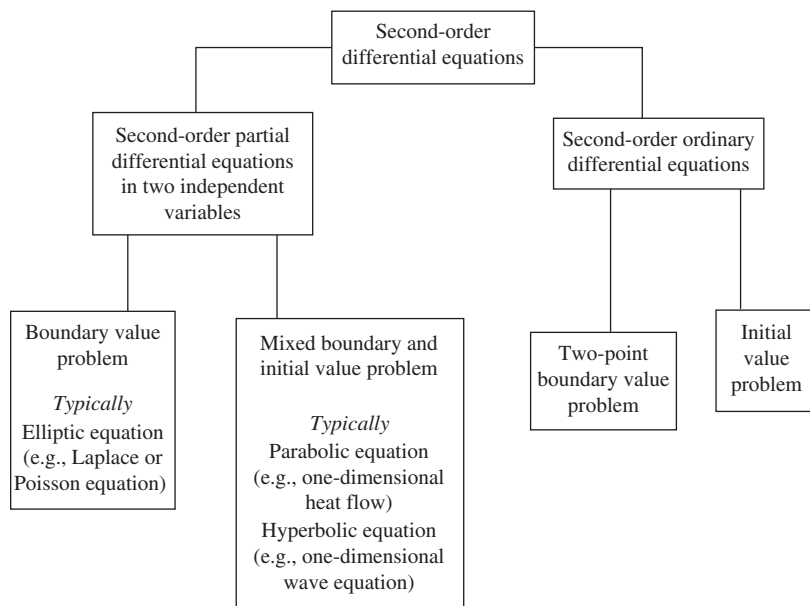 Second-order
differential equations
Second-order partial
differential equations
in two independent
variables
Second-order ordinary
differential equations
Boundary value
problem
Typically
Elliptic equation
(e.g., Laplace or
Poisson equation)
Mixed boundary and
initial value problem
Typically
Parabolic equation
(e.g., one-dimensional
heat flow)
Hyperbolic equation
(e.g., one-dimensional
wave equation)
Two-point
boundary value
problem
Initial
value
problem